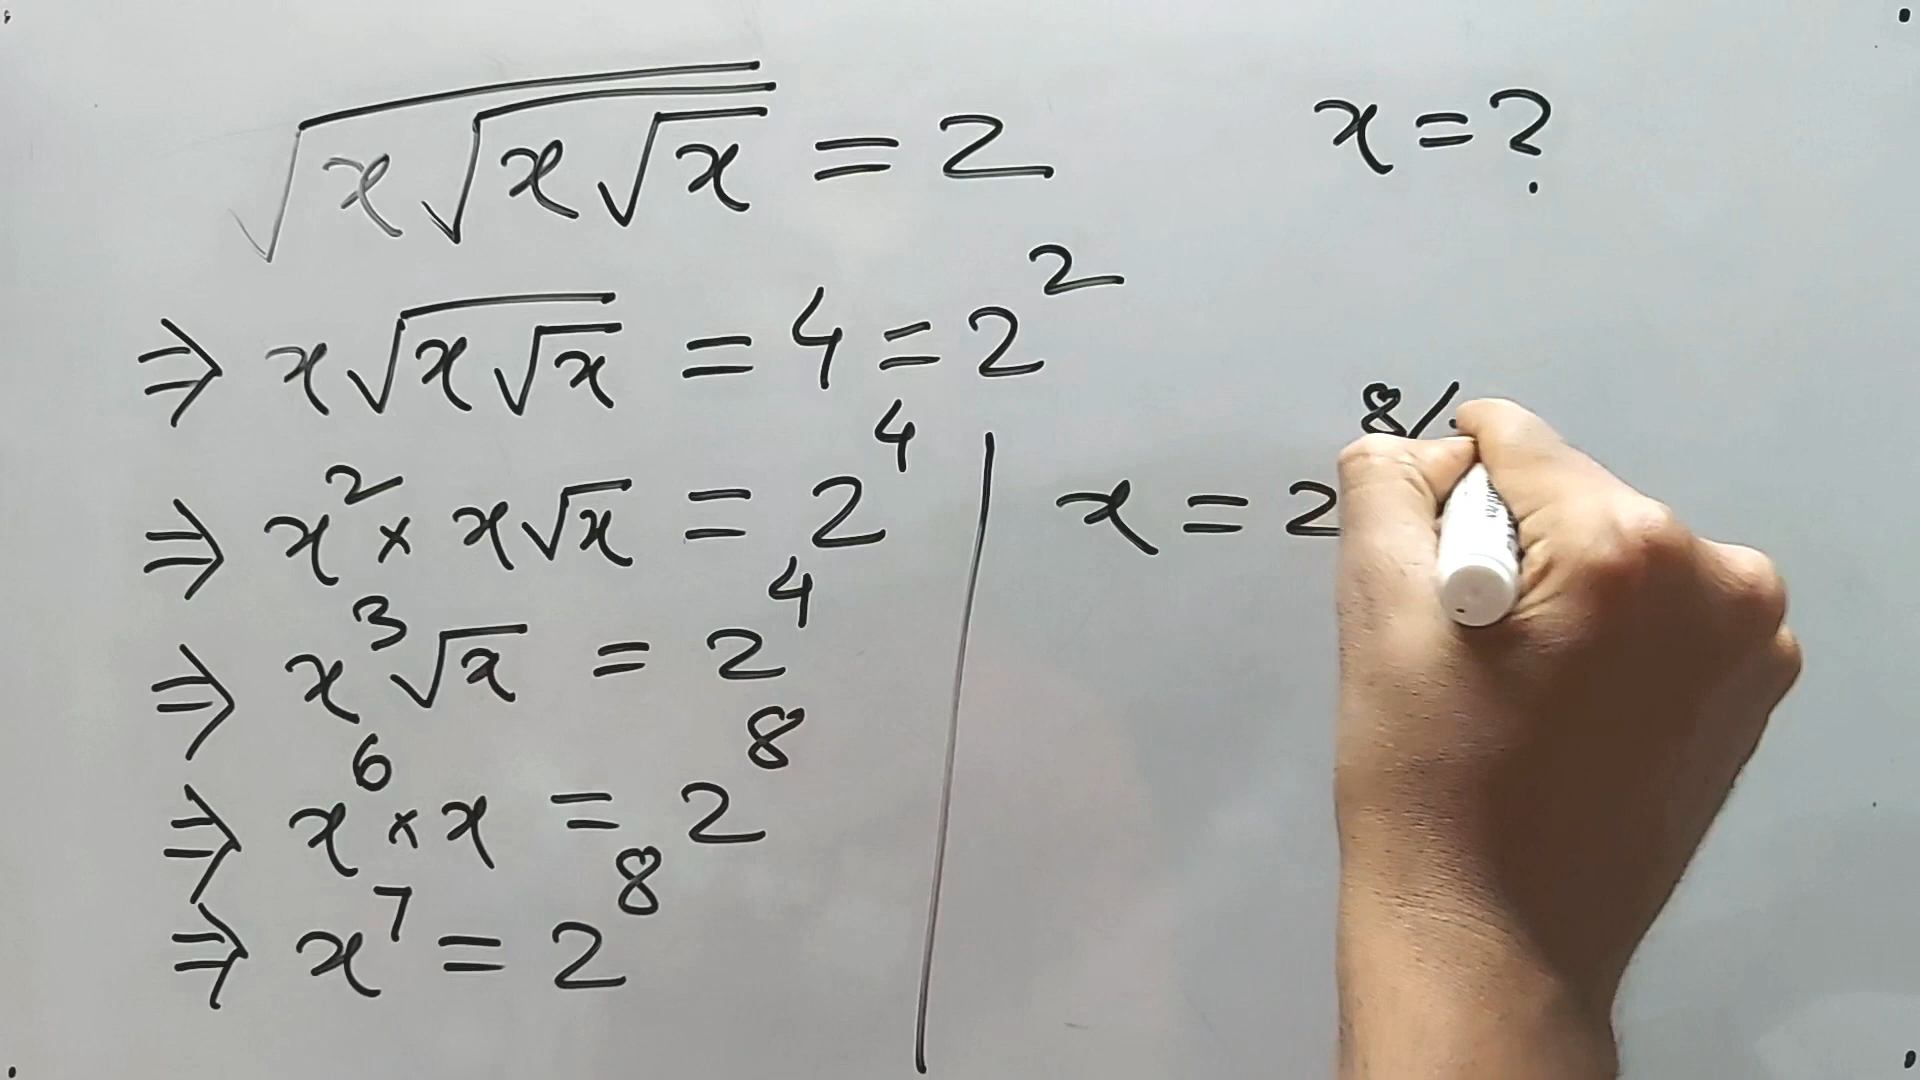 √(x√(x√x)) = 2
x = ?
⇒ x√(x√x) = 4 = 2²
⇒ x² × x√x = 2⁴
⇒ x³√x = 2⁴
⇒ x⁶ × x = 2⁸
⇒ x⁷ = 2⁸
x = 2^8/